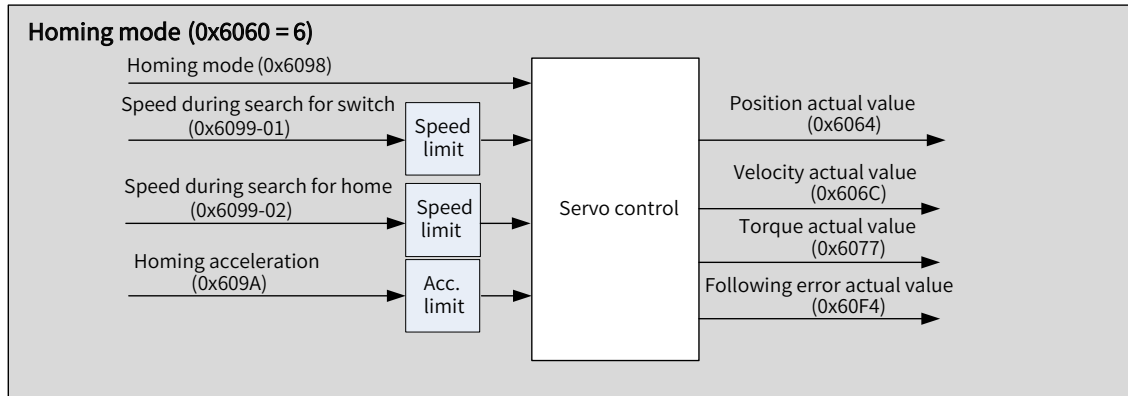 Homing mode (0x6060 = 6)
Homing mode (0x6098)
Speed during search for switch
(0x6099-01)
Speed
limit
Speed during search for home
(0x6099-02)
Speed
limit
Homing acceleration
(0x609A)
Acc.
limit
Servo control
Position actual value
(0x6064)
Velocity actual value
(0x606C)
Torque actual value
(0x6077)
Following error actual value
(0x60F4)